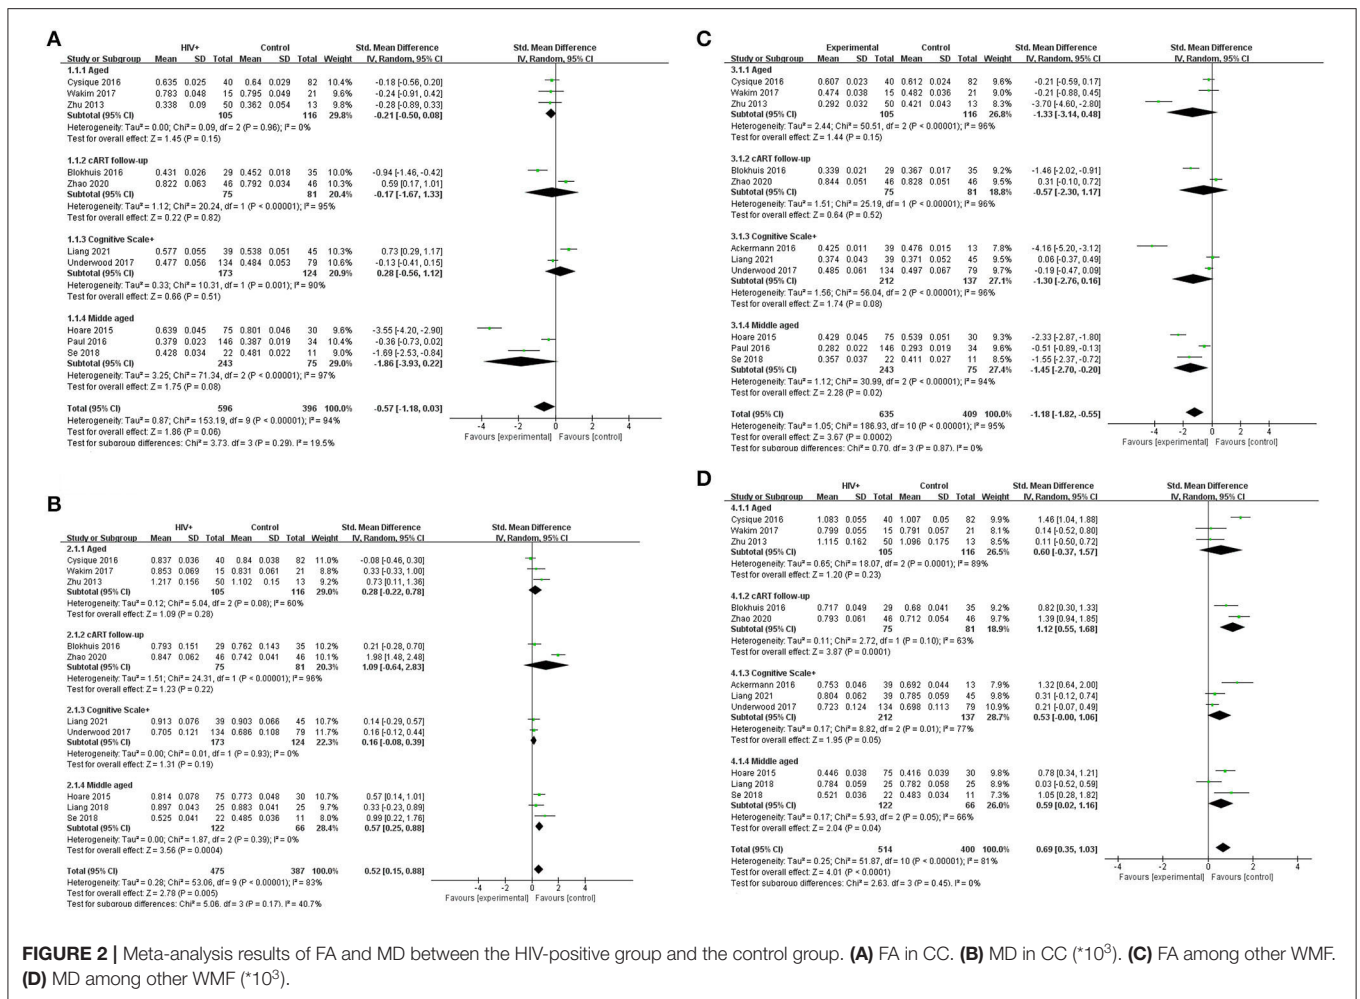 A
HIV+ Control Std. Mean Difference Std. Mean Difference
Study or Subgroup Mean SD Total Mean SD Total Weight IV, Random, 95% CI IV, Random, 95% CI
1.1.1 Aged
Cysique 2016 0.635 0.025 40 0.64 0.029 82 10.4% -0.18 [-0.56, 0.20]
Wakim 2017 0.783 0.048 15 0.795 0.049 21 9.7% -0.24 [-0.91, 0.42]
Zhu 2013 0.338 0.09 50 0.362 0.054 13 9.8% -0.28 [-0.89, 0.33]
Subtotal (95% CI) 105 116 29.8% -0.21 [-0.50, 0.08]
Heterogeneity: Tau² = 0.00; Chi² = 0.09, df = 2 (P = 0.96); I² = 0%
Test for overall effect: Z = 1.45 (P = 0.15)
1.1.2 cART follow-up
Blokhuis 2016 0.431 0.026 29 0.452 0.018 35 10.1% -0.94 [-1.46, -0.42]
Zhao 2020 0.822 0.063 46 0.792 0.034 46 10.3% 0.59 [0.17, 1.01]
Subtotal (95% CI) 75 81 20.4% -0.17 [-1.67, 1.33]
Heterogeneity: Tau² = 1.12; Chi² = 20.24, df = 1 (P < 0.00001); I² = 95%
Test for overall effect: Z = 0.22 (P = 0.82)
1.1.3 Cognitive Scale+
Liang 2021 0.577 0.055 39 0.538 0.051 45 10.3% 0.73 [0.29, 1.17]
Underwood 2017 0.477 0.056 134 0.484 0.053 79 10.6% -0.13 [-0.41, 0.15]
Subtotal (95% CI) 173 124 20.9% 0.28 [-0.56, 1.12]
Heterogeneity: Tau² = 0.33; Chi² = 10.31, df = 1 (P = 0.001); I² = 90%
Test for overall effect: Z = 0.66 (P = 0.51)
1.1.4 Midde aged
Hoare 2015 0.639 0.045 75 0.801 0.046 30 9.6% -3.55 [-4.20, -2.90]
Paul 2016 0.379 0.023 146 0.387 0.019 34 10.4% -0.36 [-0.73, 0.02]
Se 2018 0.428 0.034 22 0.481 0.022 11 9.0% -1.69 [-2.53, -0.84]
Subtotal (95% CI) 243 75 29.0% -1.86 [-3.93, 0.22]
Heterogeneity: Tau² = 3.25; Chi² = 71.34, df = 2 (P < 0.00001); I² = 97%
Test for overall effect: Z = 1.75 (P = 0.08)
Total (95% CI) 596 396 100.0% -0.57 [-1.18, 0.03]
Heterogeneity: Tau² = 0.87; Chi² = 153.19, df = 9 (P < 0.00001); I² = 94%
Test for overall effect: Z = 1.86 (P = 0.06)
Test for subgroup differences: Chi² = 3.73, df = 3 (P = 0.29), I² = 19.5%
-4 -2 0 2 4
Favours [experimental] Favours [control]
B
HIV+ Control Std. Mean Difference Std. Mean Difference
Study or Subgroup Mean SD Total Mean SD Total Weight IV, Random, 95% CI IV, Random, 95% CI
2.1.1 Aged
Cysique 2016 0.837 0.036 40 0.84 0.038 82 11.0% -0.08 [-0.46, 0.30]
Wakim 2017 0.853 0.069 15 0.831 0.061 21 8.8% 0.33 [-0.33, 1.00]
Zhu 2013 1.217 0.156 50 1.102 0.15 13 9.2% 0.73 [0.11, 1.36]
Subtotal (95% CI) 105 116 29.0% 0.28 [-0.22, 0.78]
Heterogeneity: Tau² = 0.12; Chi² = 5.04, df = 2 (P = 0.08); I² = 60%
Test for overall effect: Z = 1.09 (P = 0.28)
2.1.2 cART follow-up
Blokhuis 2016 0.793 0.151 29 0.762 0.143 35 10.1% 0.21 [-0.28, 0.70]
Zhao 2020 0.847 0.062 46 0.742 0.041 46 10.2% 1.98 [1.48, 2.48]
Subtotal (95% CI) 75 81 20.3% 1.09 [-0.64, 2.83]
Heterogeneity: Tau² = 1.51; Chi² = 24.31, df = 1 (P < 0.00001); I² = 96%
Test for overall effect: Z = 1.23 (P = 0.22)
2.1.3 Cognitive Scale+
Liang 2021 0.913 0.076 39 0.903 0.066 45 10.7% 0.14 [-0.29, 0.57]
Underwood 2017 0.705 0.121 134 0.686 0.108 79 11.7% 0.16 [-0.12, 0.44]
Subtotal (95% CI) 173 124 22.3% 0.16 [-0.08, 0.39]
Heterogeneity: Tau² = 0.00; Chi² = 0.01, df = 1 (P = 0.93); I² = 0%
Test for overall effect: Z = 1.31 (P = 0.19)
2.1.4 Middle aged
Hoare 2015 0.814 0.078 75 0.773 0.048 30 10.6% 0.57 [0.14, 1.01]
Liang 2018 0.897 0.043 25 0.883 0.041 25 9.7% 0.33 [-0.23, 0.89]
Se 2018 0.525 0.041 22 0.485 0.036 11 8.0% 0.99 [0.22, 1.76]
Subtotal (95% CI) 122 66 28.4% 0.57 [0.25, 0.88]
Heterogeneity: Tau² = 0.00; Chi² = 1.87, df = 2 (P = 0.39); I² = 0%
Test for overall effect: Z = 3.56 (P = 0.0004)
Total (95% CI) 475 387 100.0% 0.52 [0.15, 0.88]
Heterogeneity: Tau² = 0.28; Chi² = 53.06, df = 9 (P < 0.00001); I² = 83%
Test for overall effect: Z = 2.78 (P = 0.005)
Test for subgroup differences: Chi² = 5.06, df = 3 (P = 0.17), I² = 40.7%
-4 -2 0 2 4
Favours [experimental] Favours [control]
C
Experimental Control Std. Mean Difference Std. Mean Difference
Study or Subgroup Mean SD Total Mean SD Total Weight IV, Random, 95% CI IV, Random, 95% CI
3.1.1 Aged
Cysique 2016 0.607 0.023 40 0.612 0.024 82 9.6% -0.21 [-0.59, 0.17]
Wakim 2017 0.474 0.038 15 0.482 0.036 21 9.0% -0.21 [-0.88, 0.45]
Zhu 2013 0.292 0.032 50 0.421 0.043 13 8.2% -3.70 [-4.60, -2.80]
Subtotal (95% CI) 105 116 26.8% -1.33 [-3.14, 0.48]
Heterogeneity: Tau² = 2.44; Chi² = 50.51, df = 2 (P < 0.00001); I² = 96%
Test for overall effect: Z = 1.44 (P = 0.15)
3.1.2 cART follow-up
Blokhuis 2016 0.339 0.021 29 0.367 0.017 35 9.3% -1.46 [-2.02, -0.91]
Zhao 2020 0.844 0.051 46 0.828 0.051 46 9.5% 0.31 [-0.10, 0.72]
Subtotal (95% CI) 75 81 18.8% -0.57 [-2.30, 1.17]
Heterogeneity: Tau² = 1.51; Chi² = 25.19, df = 1 (P < 0.00001); I² = 96%
Test for overall effect: Z = 0.64 (P = 0.52)
3.1.3 Cognitive Scale+
Ackermann 2016 0.425 0.011 39 0.476 0.015 13 7.8% -4.16 [-5.20, -3.12]
Liang 2021 0.374 0.043 39 0.371 0.052 45 9.5% 0.06 [-0.37, 0.49]
Underwood 2017 0.485 0.061 134 0.497 0.067 79 9.7% -0.19 [-0.47, 0.09]
Subtotal (95% CI) 212 137 27.1% -1.30 [-2.76, 0.16]
Heterogeneity: Tau² = 1.56; Chi² = 56.04, df = 2 (P < 0.00001); I² = 96%
Test for overall effect: Z = 1.74 (P = 0.08)
3.1.4 Middle aged
Hoare 2015 0.429 0.045 75 0.539 0.051 30 9.3% -2.33 [-2.87, -1.80]
Paul 2016 0.282 0.022 146 0.293 0.019 34 9.6% -0.51 [-0.89, -0.13]
Se 2018 0.357 0.037 22 0.411 0.027 11 8.5% -1.55 [-2.37, -0.72]
Subtotal (95% CI) 243 75 27.4% -1.45 [-2.70, -0.20]
Heterogeneity: Tau² = 1.12; Chi² = 30.99, df = 2 (P < 0.00001); I² = 94%
Test for overall effect: Z = 2.28 (P = 0.02)
Total (95% CI) 635 409 100.0% -1.18 [-1.82, -0.55]
Heterogeneity: Tau² = 1.05; Chi² = 186.93, df = 10 (P < 0.00001); I² = 95%
Test for overall effect: Z = 3.67 (P = 0.0002)
Test for subgroup differences: Chi² = 0.70, df = 3 (P = 0.87), I² = 0%
-4 -2 0 2 4
Favours [experimental] Favours [control]
D
HIV+ Control Std. Mean Difference Std. Mean Difference
Study or Subgroup Mean SD Total Mean SD Total Weight IV, Random, 95% CI IV, Random, 95% CI
4.1.1 Aged
Cysique 2016 1.083 0.055 40 1.007 0.05 82 9.9% 1.46 [1.04, 1.88]
Wakim 2017 0.799 0.055 15 0.791 0.057 21 8.1% 0.14 [-0.52, 0.80]
Zhu 2013 1.115 0.162 50 1.096 0.175 13 8.5% 0.11 [-0.50, 0.72]
Subtotal (95% CI) 105 116 26.5% 0.60 [-0.37, 1.57]
Heterogeneity: Tau² = 0.65; Chi² = 18.07, df = 2 (P = 0.0001); I² = 89%
Test for overall effect: Z = 1.20 (P = 0.23)
4.1.2 cART follow-up
Blokhuis 2016 0.717 0.049 29 0.68 0.041 35 9.2% 0.82 [0.30, 1.33]
Zhao 2020 0.793 0.061 46 0.712 0.054 46 9.7% 1.39 [0.94, 1.85]
Subtotal (95% CI) 75 81 18.9% 1.12 [0.55, 1.68]
Heterogeneity: Tau² = 0.11; Chi² = 2.72, df = 1 (P = 0.10); I² = 63%
Test for overall effect: Z = 3.87 (P = 0.0001)
4.1.3 Cognitive Scale+
Ackermann 2016 0.753 0.046 39 0.692 0.044 13 7.9% 1.32 [0.64, 2.00]
Liang 2021 0.804 0.062 39 0.785 0.059 45 9.8% 0.31 [-0.12, 0.74]
Underwood 2017 0.723 0.124 134 0.698 0.113 79 10.9% 0.21 [-0.07, 0.49]
Subtotal (95% CI) 212 137 28.7% 0.53 [-0.00, 1.06]
Heterogeneity: Tau² = 0.17; Chi² = 8.82, df = 2 (P = 0.01); I² = 77%
Test for overall effect: Z = 1.95 (P = 0.05)
4.1.4 Middle aged
Hoare 2015 0.446 0.038 75 0.416 0.039 30 9.8% 0.78 [0.34, 1.21]
Liang 2018 0.784 0.059 25 0.782 0.058 25 8.9% 0.03 [-0.52, 0.59]
Se 2018 0.521 0.036 22 0.483 0.034 11 7.3% 1.05 [0.28, 1.82]
Subtotal (95% CI) 122 66 26.0% 0.59 [0.02, 1.16]
Heterogeneity: Tau² = 0.17; Chi² = 5.93, df = 2 (P = 0.05); I² = 66%
Test for overall effect: Z = 2.04 (P = 0.04)
Total (95% CI) 514 400 100.0% 0.69 [0.35, 1.03]
Heterogeneity: Tau² = 0.25; Chi² = 51.87, df = 10 (P < 0.00001); I² = 81%
Test for overall effect: Z = 4.01 (P < 0.0001)
Test for subgroup differences: Chi² = 2.63, df = 3 (P = 0.45), I² = 0%
-4 -2 0 2 4
Favours [experimental] Favours [control]
FIGURE 2 | Meta-analysis results of FA and MD between the HIV-positive group and the control group. (A) FA in CC. (B) MD in CC (*10³). (C) FA among other WMF.
(D) MD among other WMF (*10³).